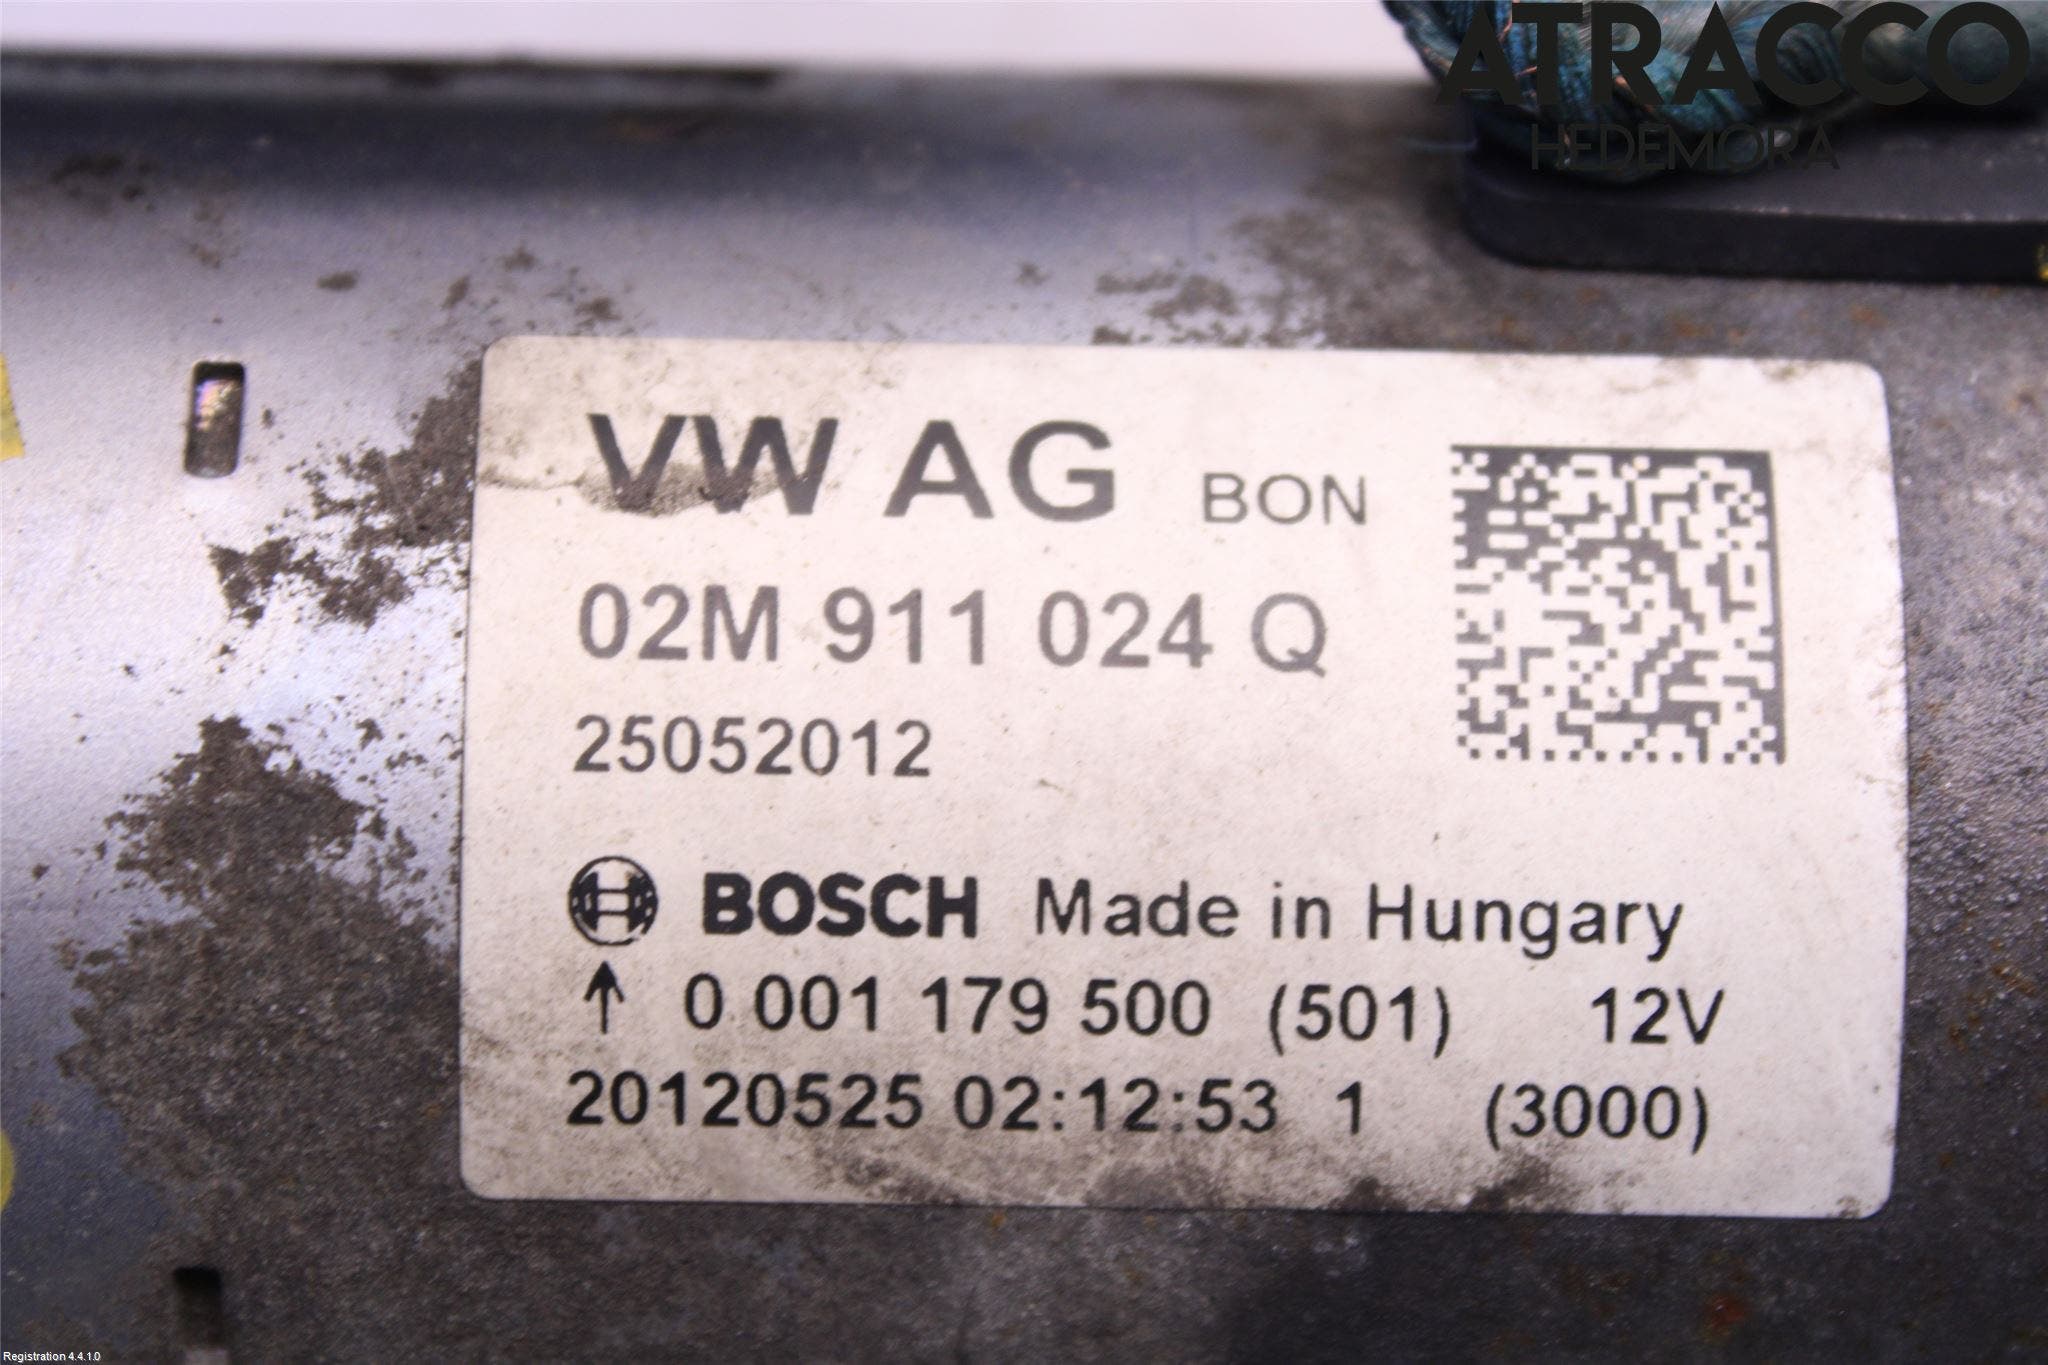 ATRACCO
HEDEMORA
VW AG BON
02M 911 024 Q
25052012
BOSCH Made in Hungary
↑ 0 001 179 500 (501) 12V
20120525 02:12:53 1 (3000)
Registration 4.4.1.0